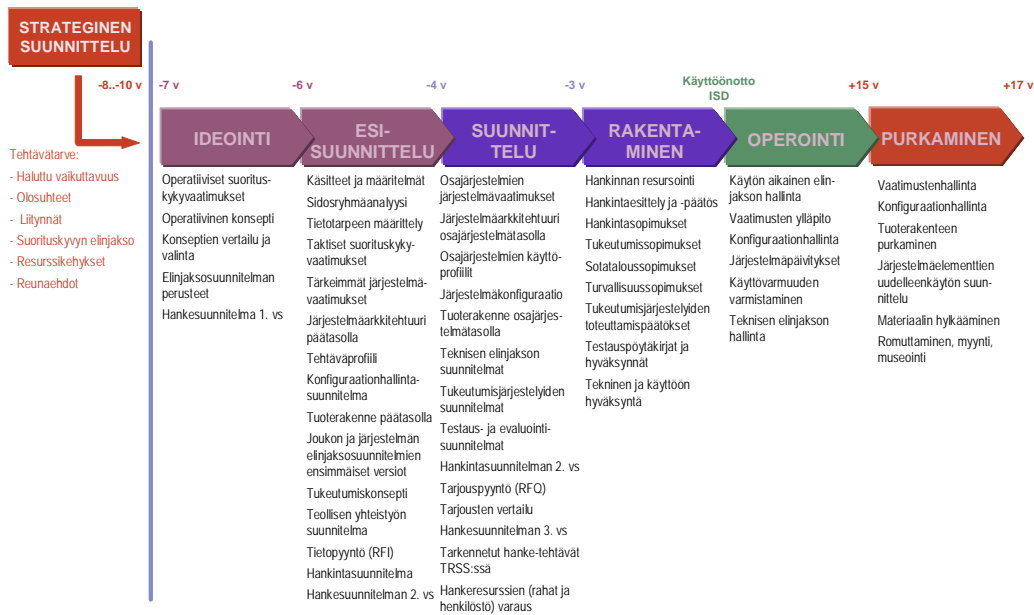 STRATEGINEN
SUUNNITTELU
-8..-10 v
-7 v
-6 v
-4 v
-3 v
Käyttöönotto
ISD
+15 v
+17 v
Tehtävätarve:
- Haluttu vaikuttavuus
- Olosuhteet
- Liitynnät
- Suorituskyvyn elinjakso
- Resurssikehykset
- Reunaehdot
IDEOINTI
Operatiiviset suoritus-
kykyvaatimukset
Operatiivinen konsepti
Konseptien vertailu ja
valinta
Elinjaksosuunnitelman
perusteet
Hankesuunnitelma 1. vs
ESI-
SUUNNITTELU
Käsitteet ja määritelmät
Sidosryhmäanalyysi
Tietotarpeen määrittely
Taktiset suorituskyky-
vaatimukset
Tärkeimmät järjestelmä-
vaatimukset
Järjestelmäarkkitehtuuri
päätasolla
Tehtäväprofiili
Konfiguraationhallinta-
suunnitelma
Tuoterakenne päätasolla
Joukon ja järjestelmän
elinjaksosuunnitelmien
ensimmäiset versiot
Tukeutumiskonsepti
Teollisen yhteistyön
suunnitelma
Tietopyyntö (RFI)
Hankintasuunnitelma
Hankesuunnitelman 2. vs
SUUNNIT-
TELU
Osajärjestelmien
järjestelmävaatimukset
Järjestelmäarkkitehtuuri
osajärjestelmätasolla
Osajärjestelmien käyttö-
profiilit
Järjestelmäkonfiguraatio
Tuoterakenne osajärjes-
telmätasolla
Teknisen elinjakson
suunnitelmat
Tukeutumisjärjestelyiden
suunnitelmat
Testaus- ja evaluointi-
suunnitelmat
Hankintasuunnitelman 2. vs
Tarjouspyyntö (RFQ)
Tarjousten vertailu
Hankesuunnitelman 3. vs
Tarkennetut hanke-tehtävät
TRSS:ssä
Hankeresurssien (rahat ja
henkilöstö) varaus
RAKENTA-
MINEN
Hankinnan resursointi
Hankintaesittely ja -päätös
Hankintasopimukset
Tukeutumissopimukset
Sotataloussopimukset
Turvallisuussopimukset
Tukeutumisjärjestelyiden
toteuttamispäätökset
Testauspöytäkirjat ja
hyväksynnät
Tekninen ja käyttöön
hyväksyntä
OPEROINTI
Käytön aikainen elin-
jakson hallinta
Vaatimusten ylläpito
Konfiguraationhallinta
Järjestelmäpäivitykset
Käyttövarmuuden
varmistaminen
Teknisen elinjakson
hallinta
PURKAMINEN
Vaatimustenhallinta
Konfiguraationhallinta
Tuoterakenteen
purkaminen
Järjestelmäelementtien
uudelleenkäytön suun-
nittelu
Materiaalin hylkääminen
Romuttaminen, myynti,
museointi